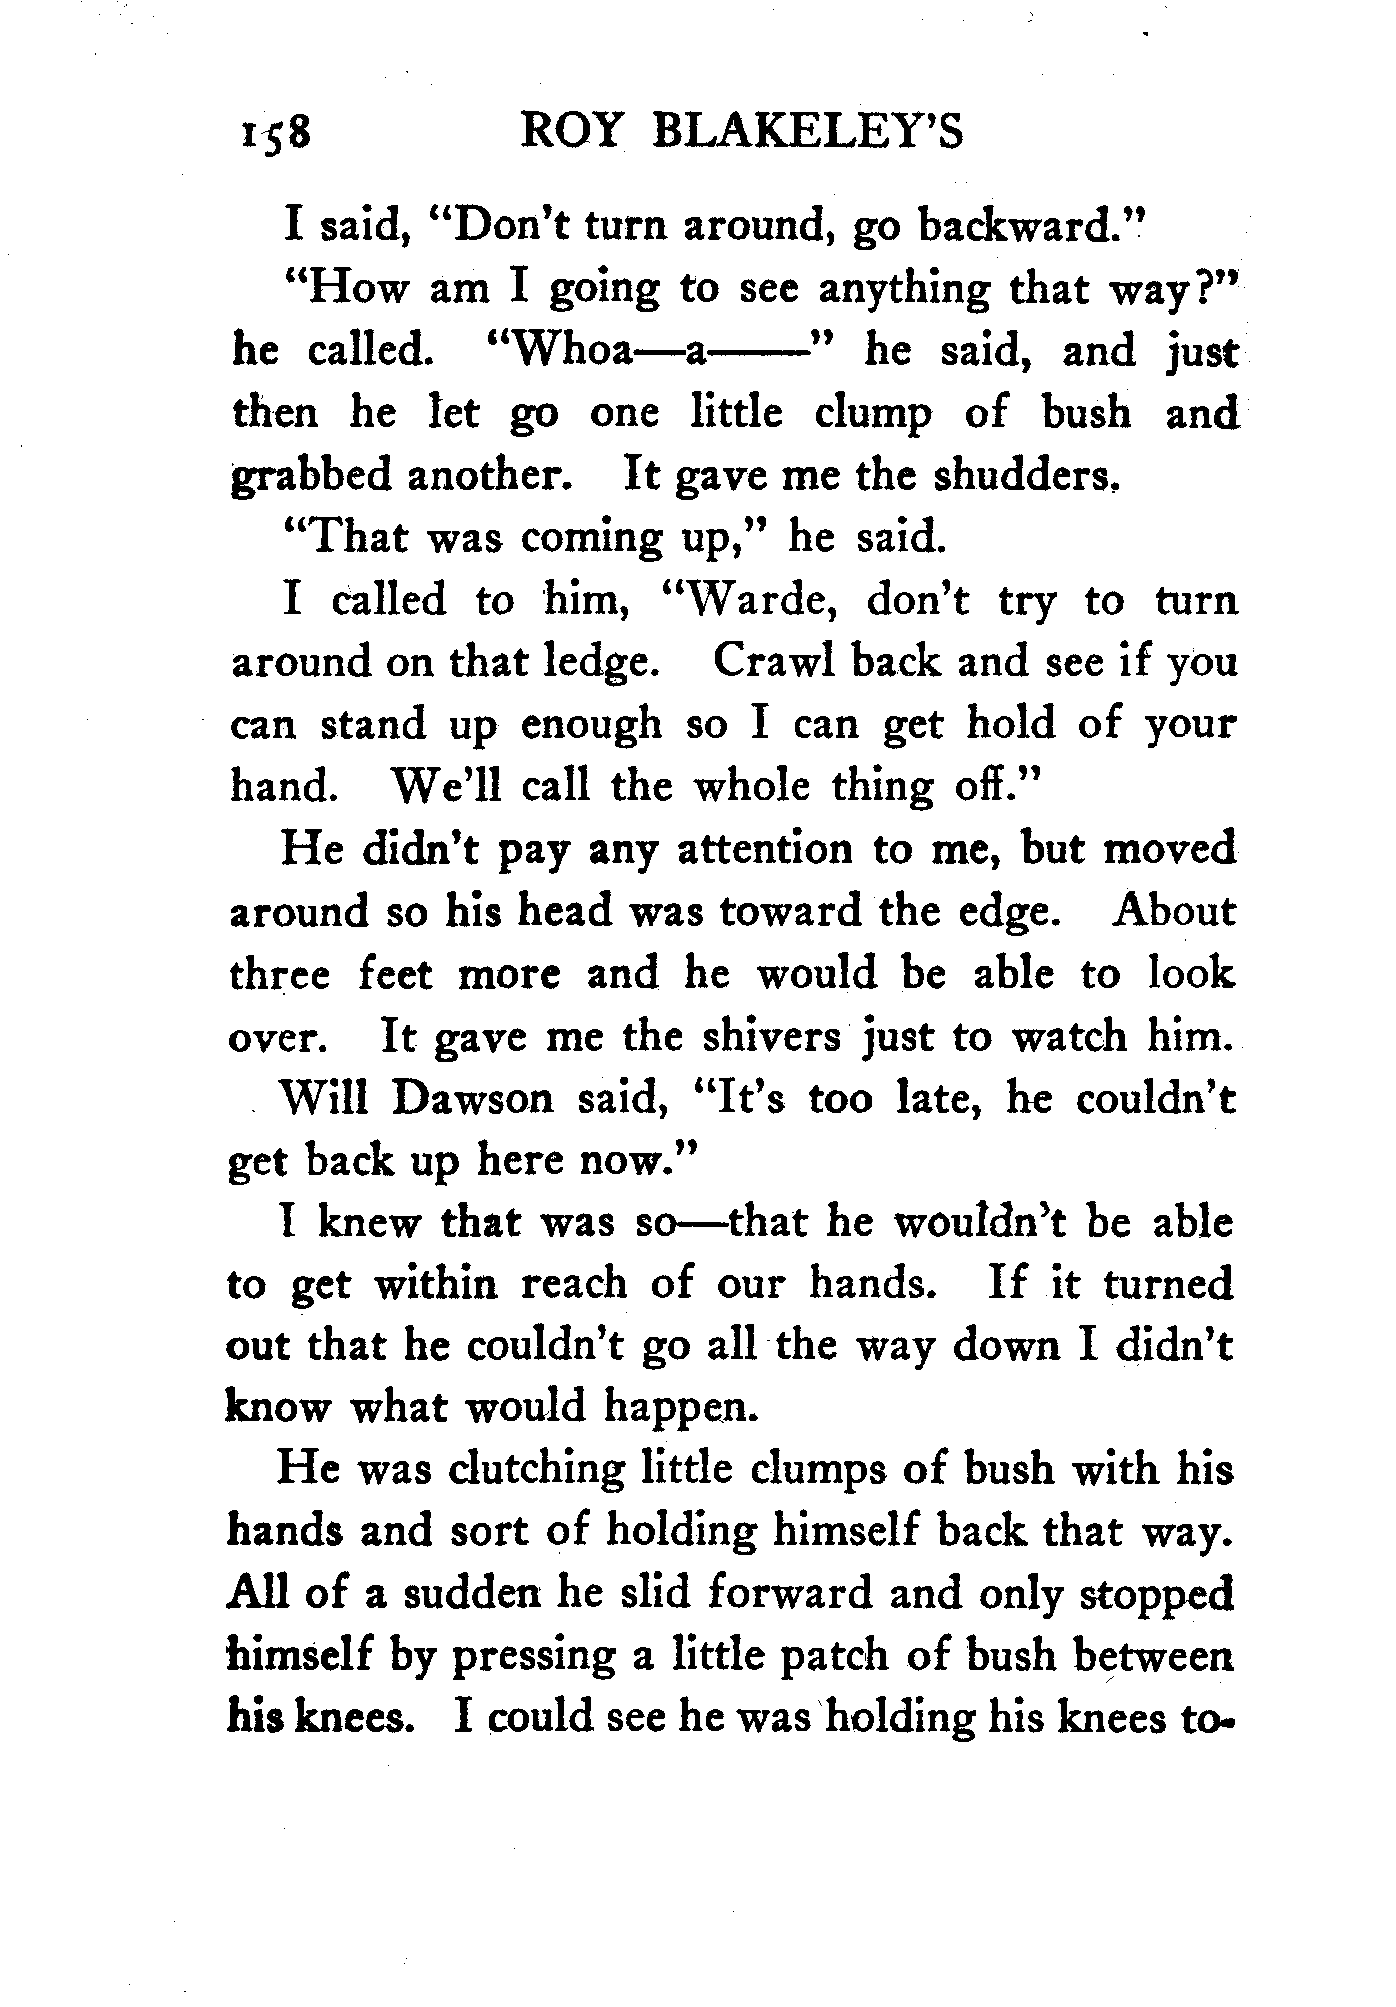 158 ROY BLAKELEY'S
I said, "Don't turn around, go backward."
"How am I going to see anything that way?"
he called. "Whoa—a——" he said, and just
then he let go one little clump of bush and
grabbed another. It gave me the shudders.
"That was coming up," he said.
I called to him, "Warde, don't try to turn
around on that ledge. Crawl back and see if you
can stand up enough so I can get hold of your
hand. We'll call the whole thing off."
He didn't pay any attention to me, but moved
around so his head was toward the edge. About
three feet more and he would be able to look
over. It gave me the shivers just to watch him.
Will Dawson said, "It's too late, he couldn't
get back up here now."
I knew that was so—that he wouldn't be able
to get within reach of our hands. If it turned
out that he couldn't go all the way down I didn't
know what would happen.
He was clutching little clumps of bush with his
hands and sort of holding himself back that way.
All of a sudden he slid forward and only stopped
himself by pressing a little patch of bush between
his knees. I could see he was holding his knees to-